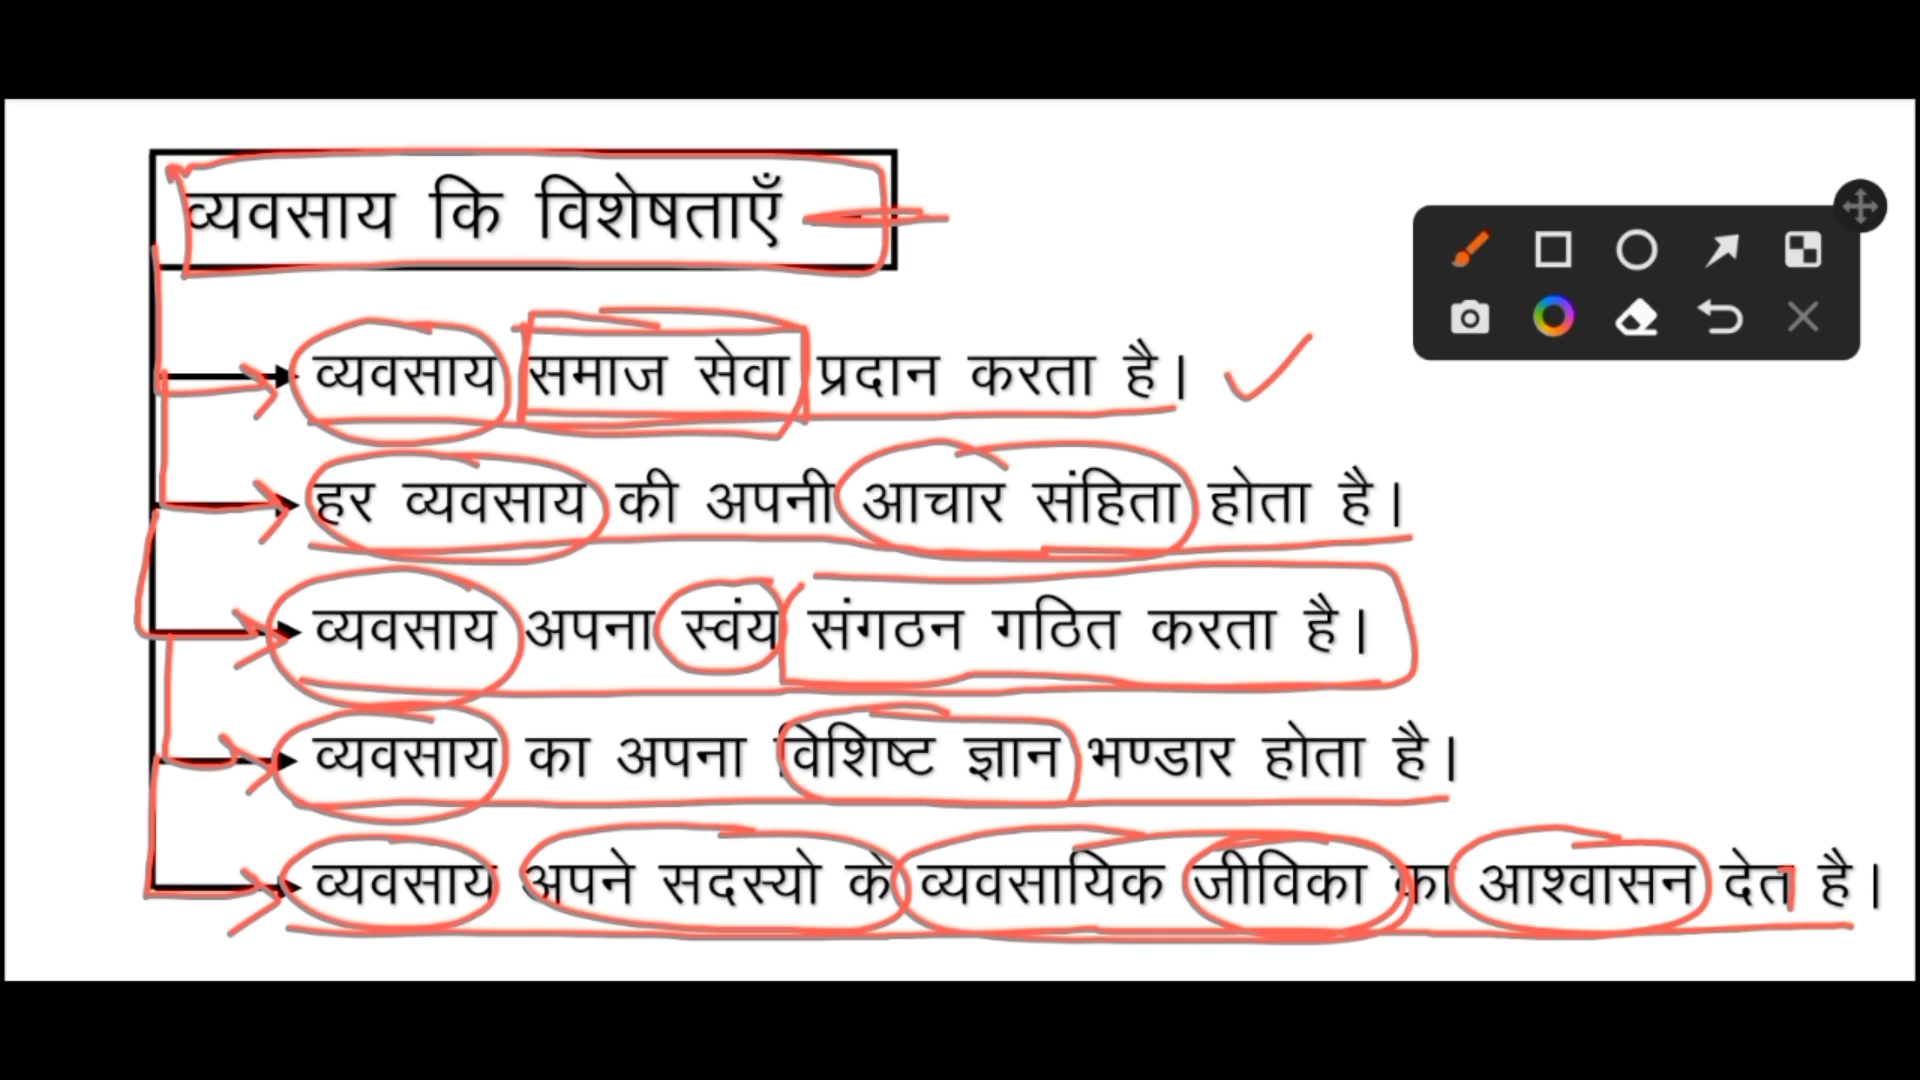 व्यवसाय कि विशेषताएँ
व्यवसाय समाज सेवा प्रदान करता है।
हर व्यवसाय की अपनी आचार संहिता होता है।
व्यवसाय अपना स्वंय संगठन गठित करता है।
व्यवसाय का अपना विशिष्ट ज्ञान भण्डार होता है।
व्यवसाय अपने सदस्यो के व्यवसायिक जीविका का आश्वासन देता है।